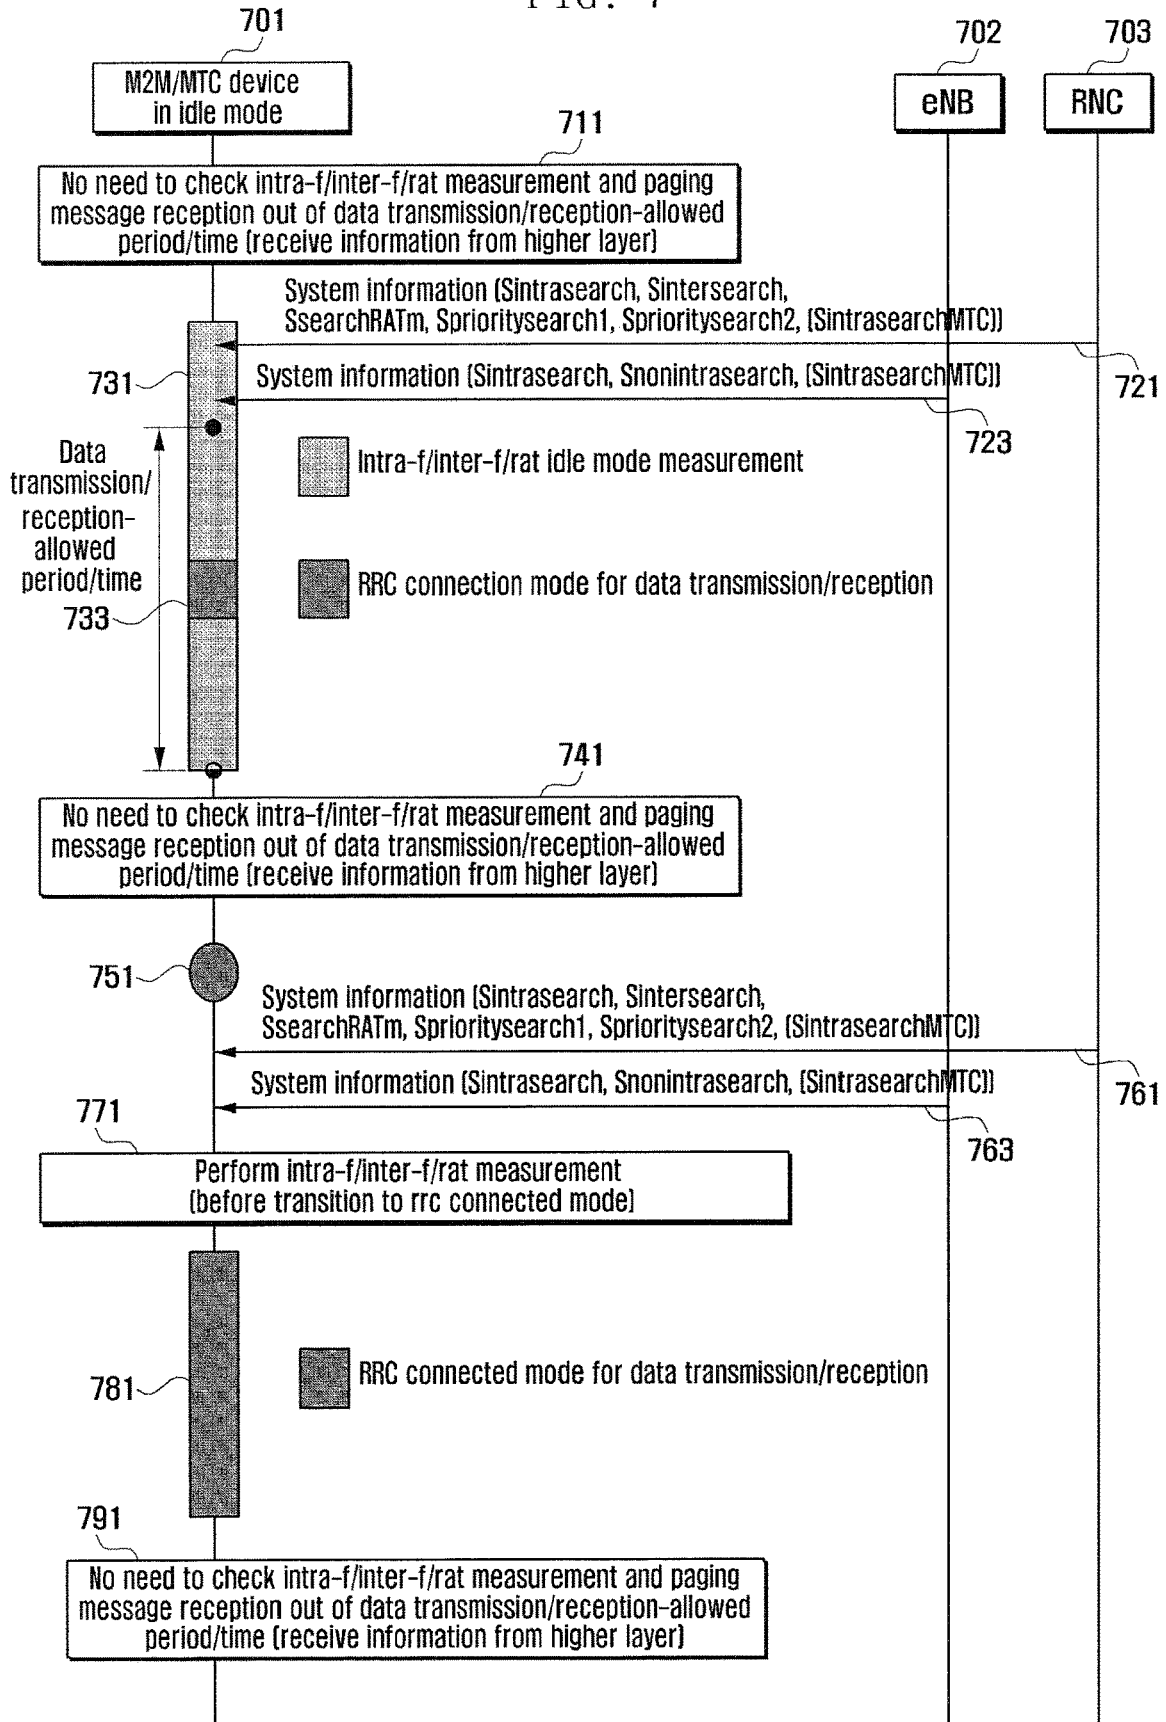 FIG. 7
701
702
703
M2M/MTC device
in idle mode
eNB
RNC
711
No need to check intra-f/inter-f/rat measurement and paging
message reception out of data transmission/reception-allowed
period/time (receive information from higher layer)
System information (Sintrasearch, Sintersearch,
SsearchRATm, Sprioritysearch1, Sprioritysearch2, (SintrasearchMTC))
721
731
System information (Sintrasearch, Snonintrasearch, (SintrasearchMTC))
723
Data
transmission/
reception-
allowed
period/time
Intra-f/inter-f/rat idle mode measurement
RRC connection mode for data transmission/reception
733
741
No need to check intra-f/inter-f/rat measurement and paging
message reception out of data transmission/reception-allowed
period/time (receive information from higher layer)
751
System information (Sintrasearch, Sintersearch,
SsearchRATm, Sprioritysearch1, Sprioritysearch2, (SintrasearchMTC))
761
System information (Sintrasearch, Snonintrasearch, (SintrasearchMTC))
763
771
Perform intra-f/inter-f/rat measurement
(before transition to rrc connected mode)
781
RRC connected mode for data transmission/reception
791
No need to check intra-f/inter-f/rat measurement and paging
message reception out of data transmission/reception-allowed
period/time (receive information from higher layer)